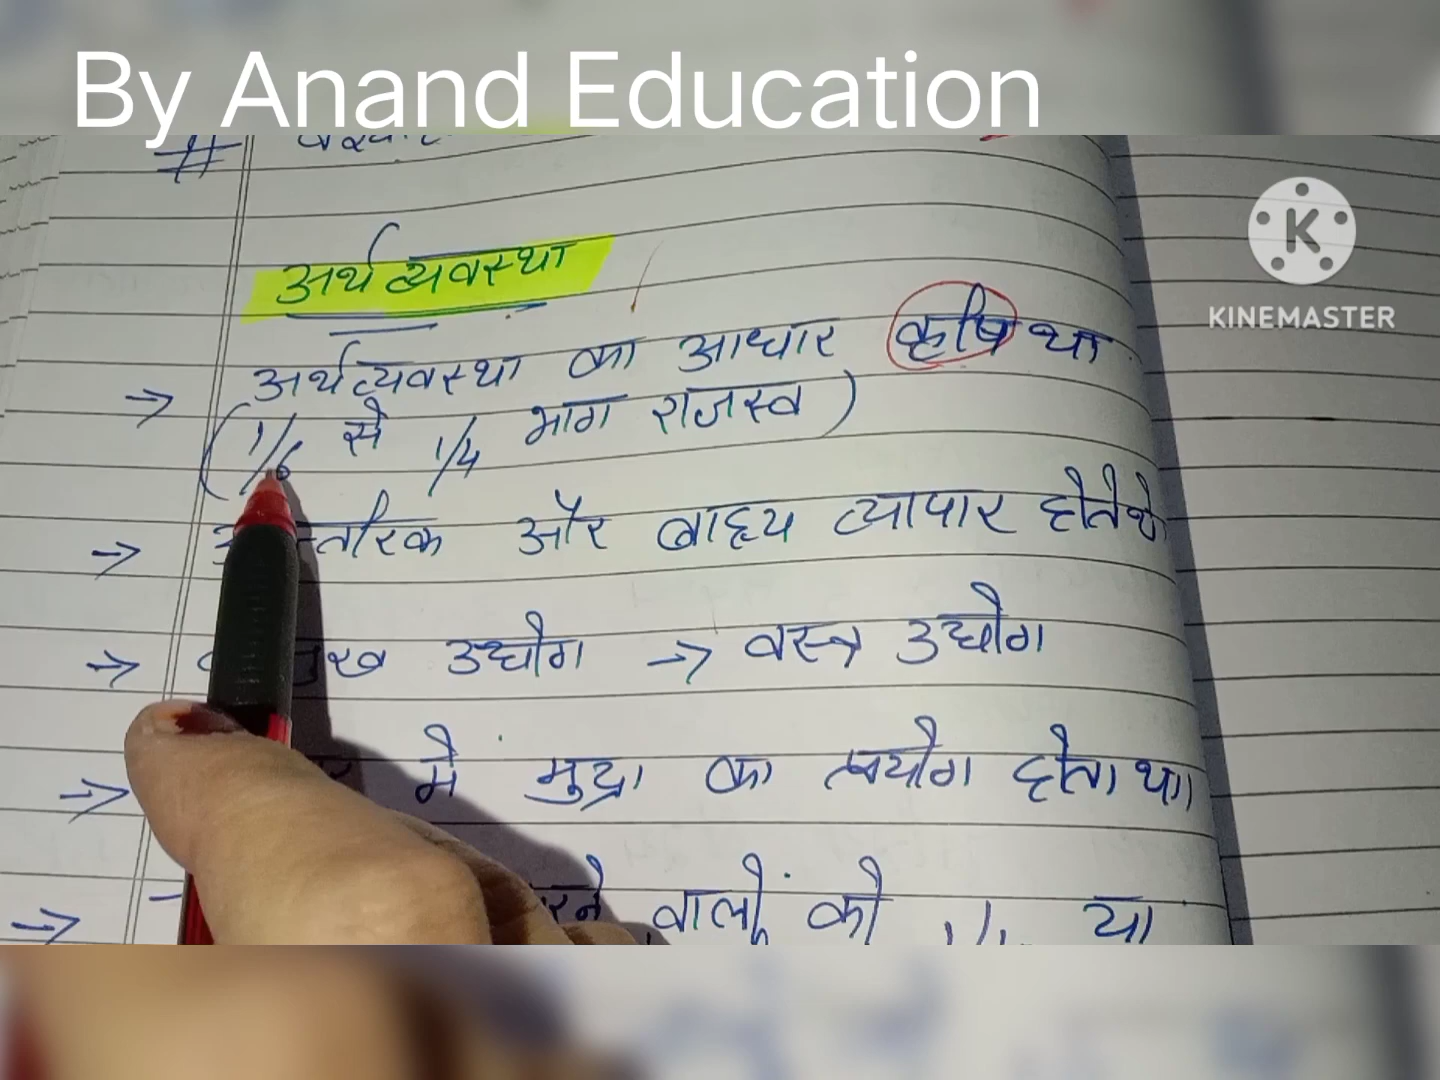 By Anand Education
KINEMASTER
#
अर्थव्यवस्था
→ अर्थव्यवस्था का आधार कृषि था
(1/6 से 1/4 भाग राजस्व)
→ और बाह्य व्यापार होते थे
→ उद्योग → वस्त्र उद्योग
→ में मुद्रा का प्रयोग होता था।
→ वालों को या